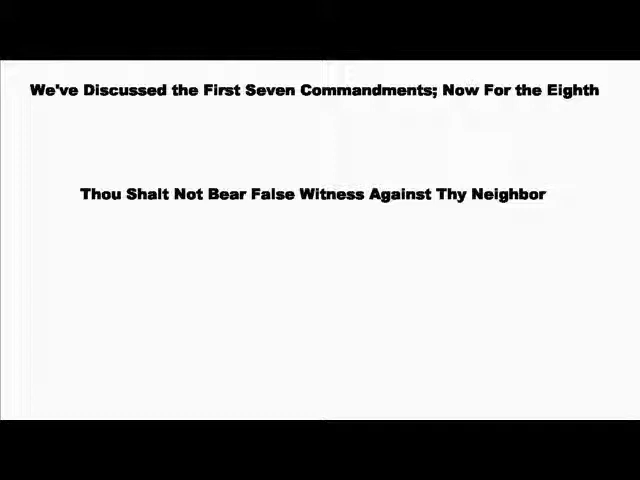 We've Discussed the First Seven Commandments; Now For the Eighth
Thou Shalt Not Bear False Witness Against Thy Neighbor